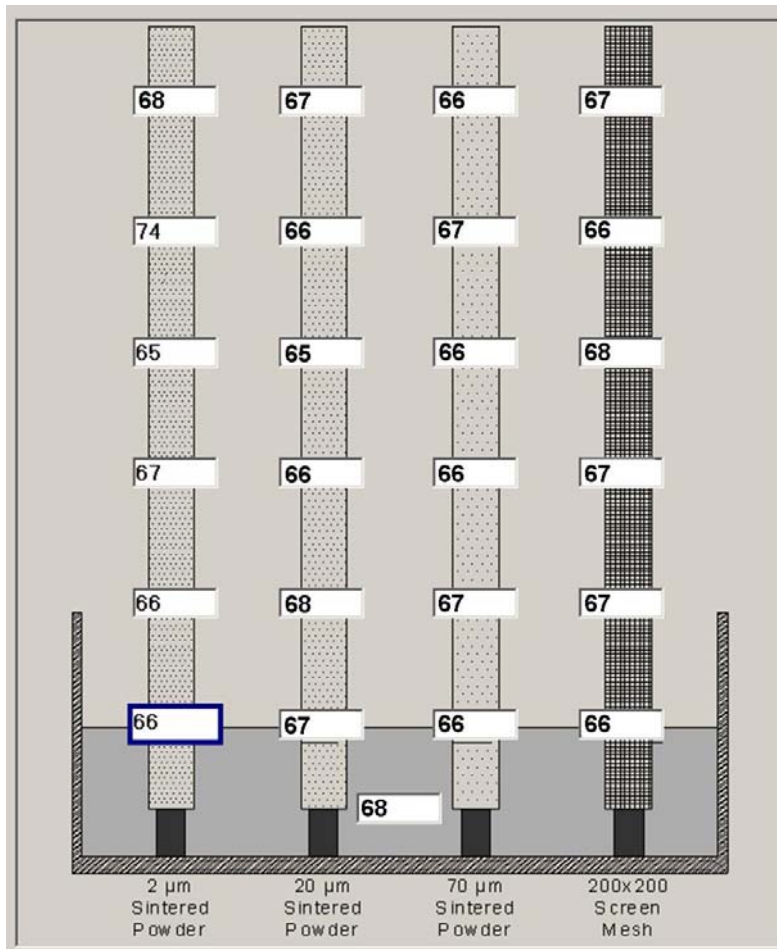 68 67 66 67
74 66 67 66
65 65 66 68
67 66 66 67
66 68 67 67
66 67 66 66
68
2 µm 20 µm 70 µm 200x200
Sintered Sintered Sintered Screen
Powder Powder Powder Mesh